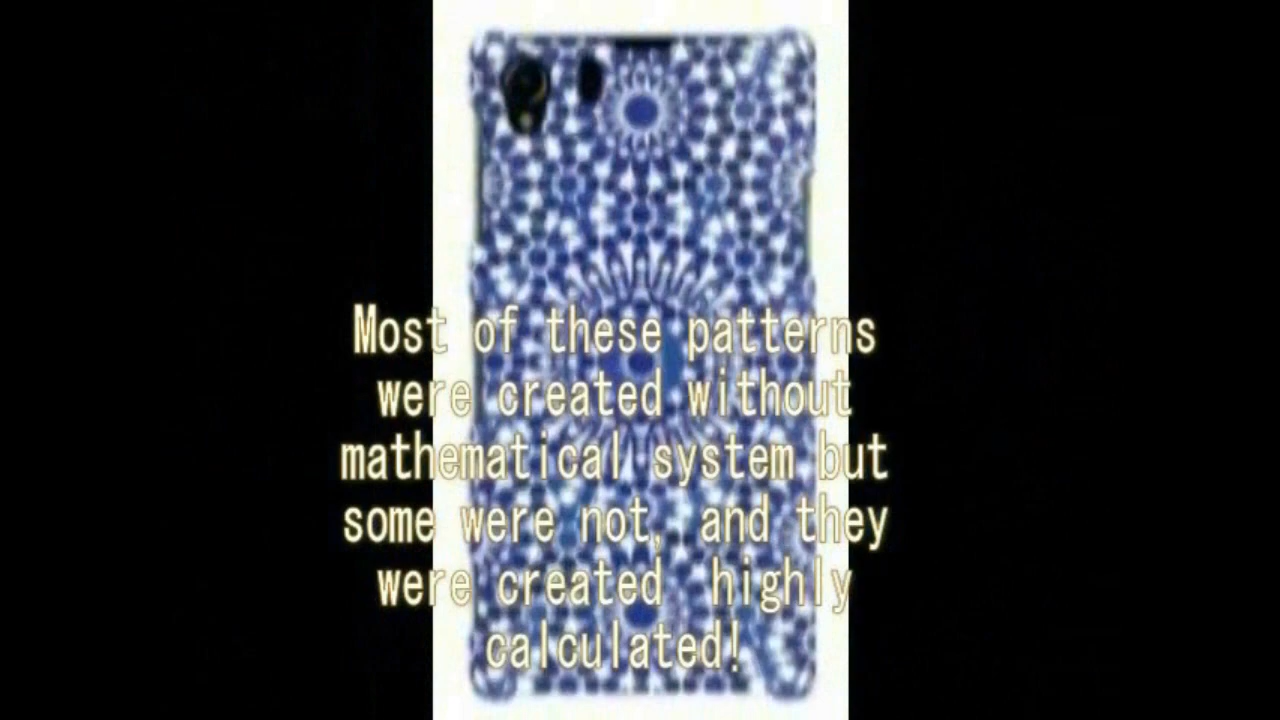 Most of these patterns
were created without
mathematical system but
some were not, and they
were created highly
calculated!